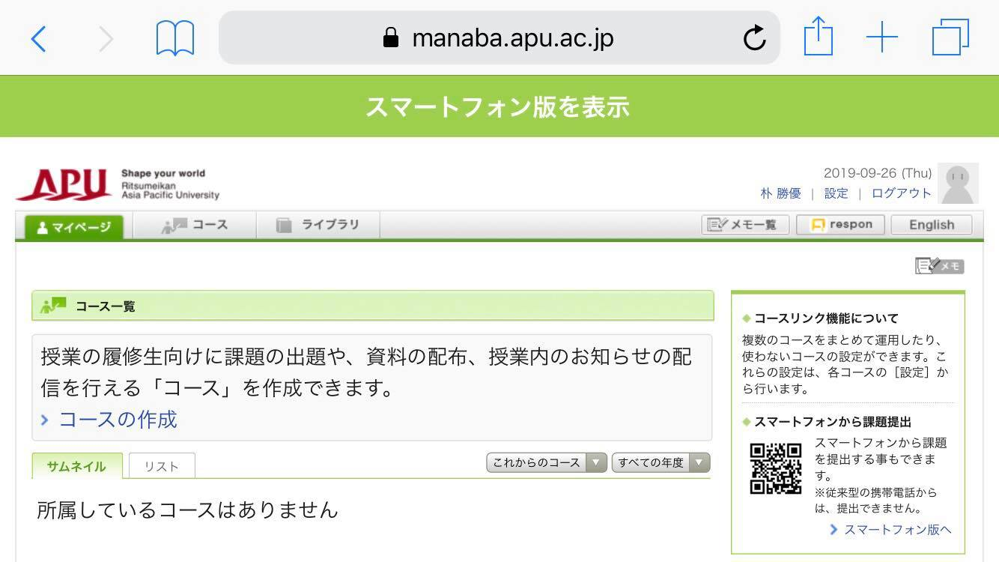 manaba.apu.ac.jp
スマートフォン版を表示
APU
Shape your world
Ritsumeikan
Asia Pacific University
2019-09-26 (Thu)
朴 勝優 | 設定 | ログアウト
マイページ
コース
ライブラリ
メモ一覧
respon
English
メモ
コース一覧
授業の履修生向けに課題の出題や、資料の配布、授業内のお知らせの配
信を行える「コース」を作成できます。
コースの作成
サムネイル
リスト
これからのコース
すべての年度
所属しているコースはありません
コースリンク機能について
複数のコースをまとめて運用したり、
使わないコースの設定ができます。こ
れらの設定は、各コースの［設定］か
ら行います。
スマートフォンから課題提出
スマートフォンから課題
を提出する事もできま
す。
※従来型の携帯電話から
は、提出できません。
スマートフォン版へ